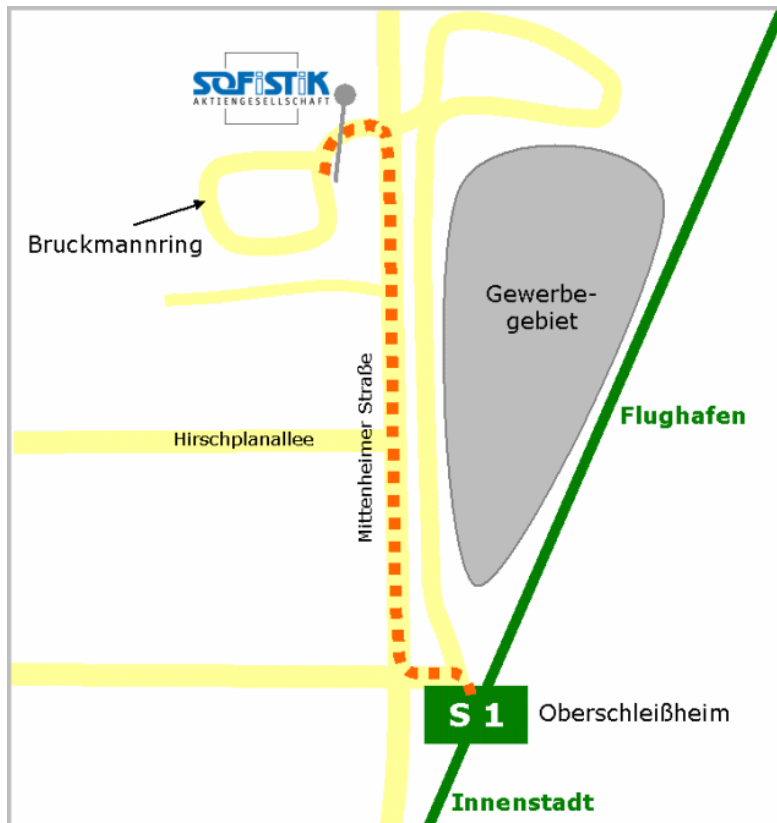 SOFiSTiK
AKTIENGESELLSCHAFT
Bruckmannring
Gewerbe-
gebiet
Mittenheimer Straße
Flughafen
Hirschplanallee
S 1
Oberschleißheim
Innenstadt